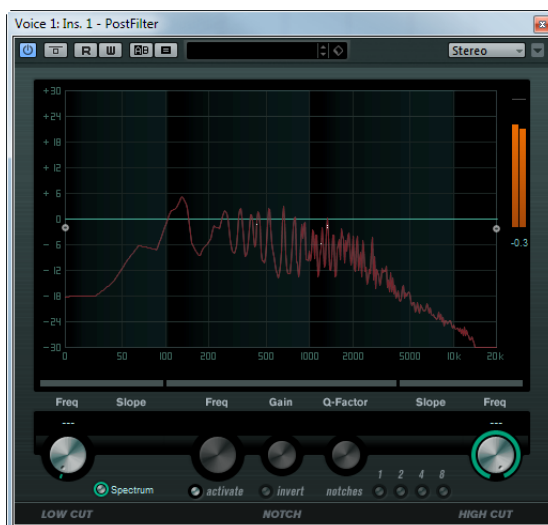 Voice 1: Ins. 1 - PostFilter
R W AB Stereo
+30
+24
+ 18
+ 12
+ 6
0
- 6
- 12
- 18
- 24
- 30
-0.3
0 50 100 200 500 1000 2000 5000 10k 20k
Freq Slope Freq Gain Q-Factor Slope Freq
--- ---
Spectrum activate invert notches 1 2 4 8
LOW CUT NOTCH HIGH CUT